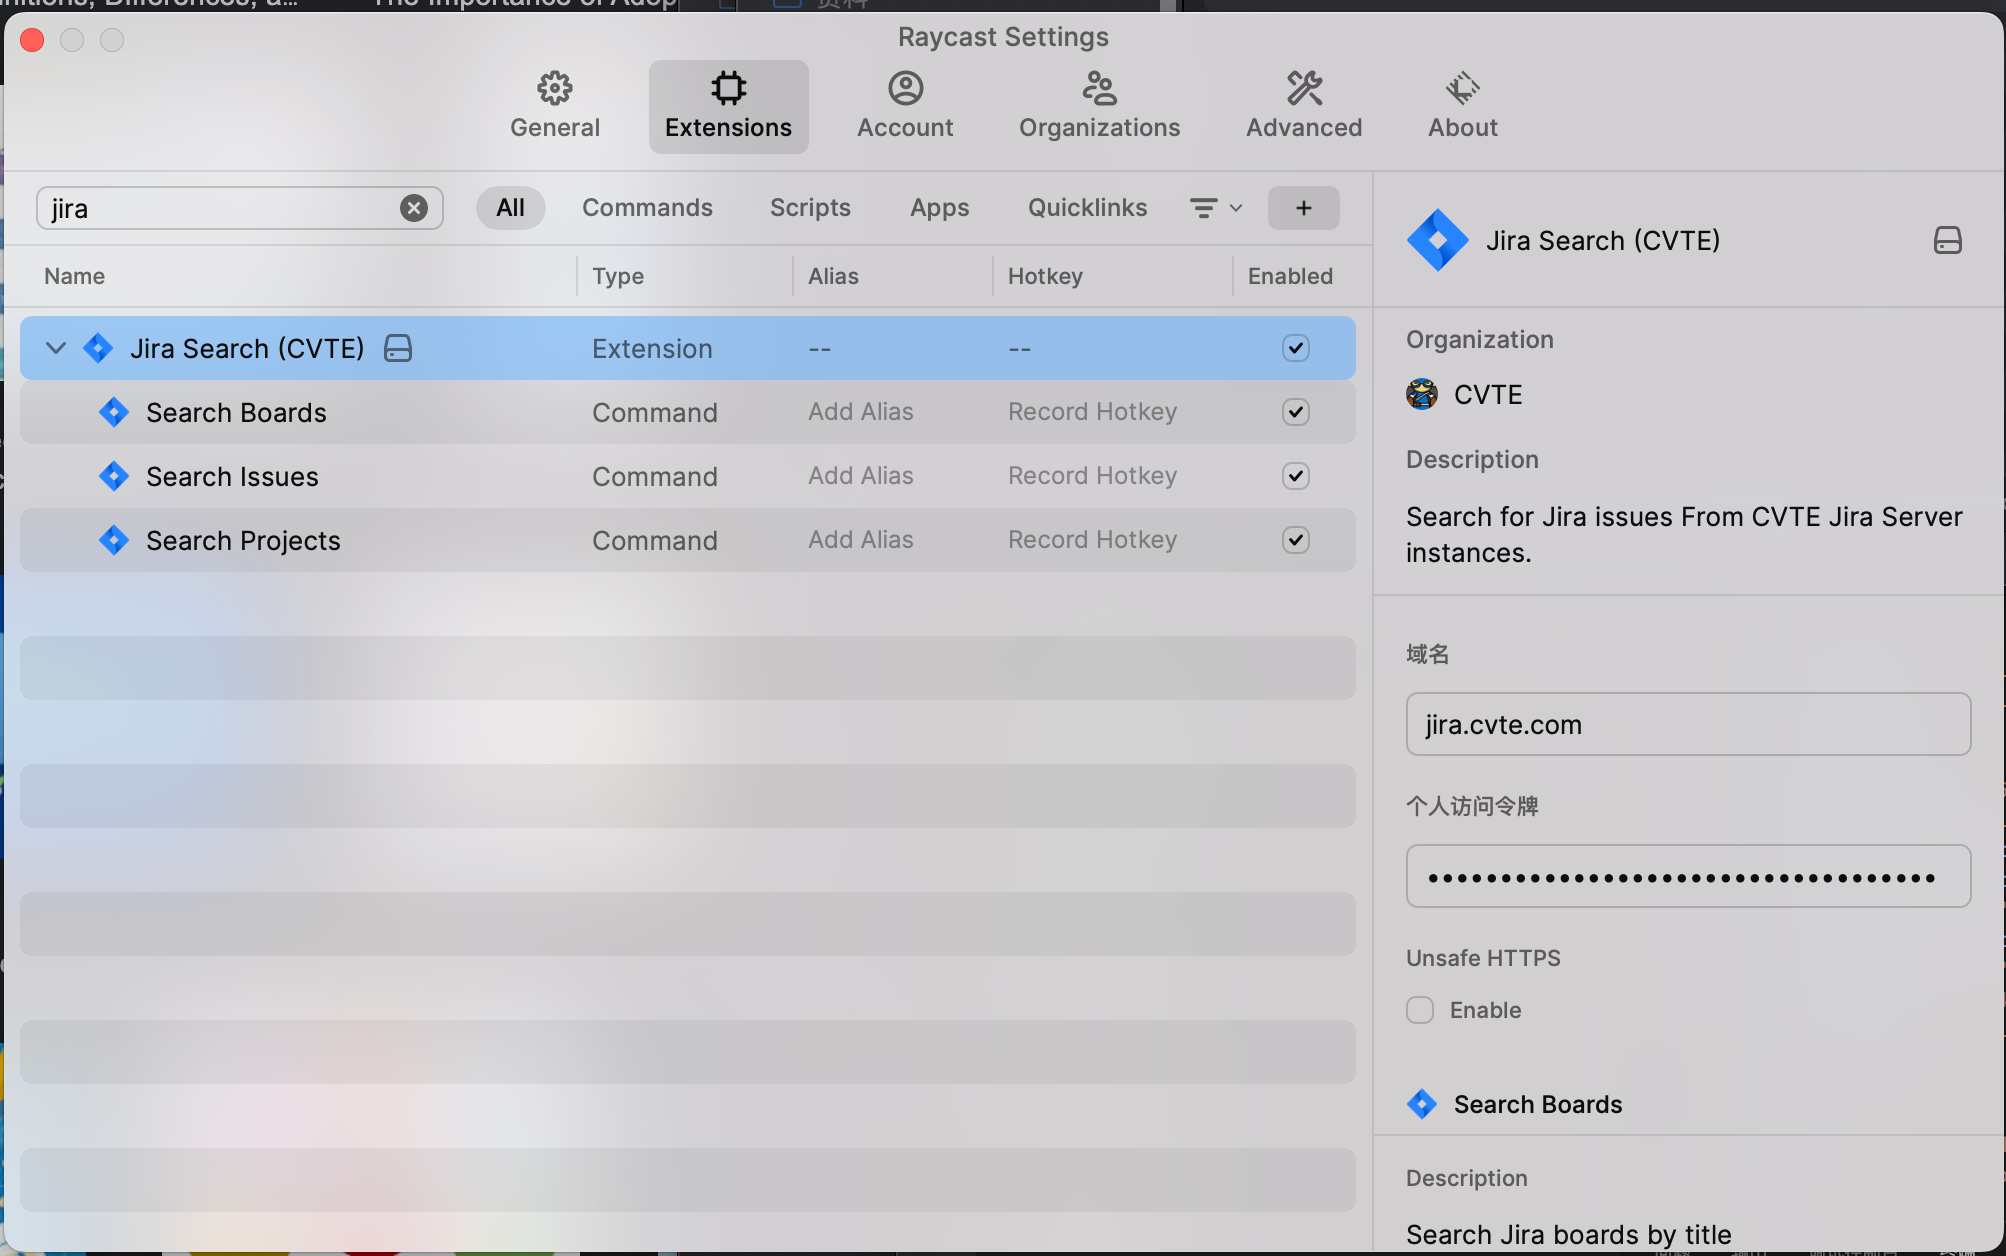 Raycast Settings
General
Extensions
Account
Organizations
Advanced
About
jira
All
Commands
Scripts
Apps
Quicklinks
+
Name
Type
Alias
Hotkey
Enabled
Jira Search (CVTE)
Extension
--
--
Search Boards
Command
Add Alias
Record Hotkey
Search Issues
Command
Add Alias
Record Hotkey
Search Projects
Command
Add Alias
Record Hotkey
Jira Search (CVTE)
Organization
CVTE
Description
Search for Jira issues From CVTE Jira Server
instances.
域名
jira.cvte.com
个人访问令牌
Unsafe HTTPS
Enable
Search Boards
Description
Search Jira boards by title